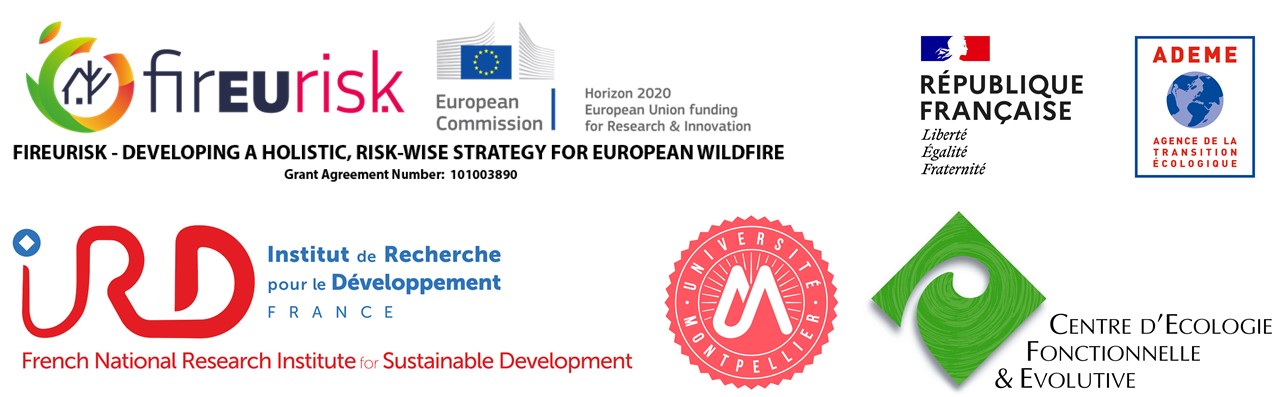 firEUrisk
European
Commission
Horizon 2020
European Union funding
for Research & Innovation
FIREURISK - DEVELOPING A HOLISTIC, RISK-WISE STRATEGY FOR EUROPEAN WILDFIRE
Grant Agreement Number: 101003890
RÉPUBLIQUE
FRANÇAISE
Liberté
Égalité
Fraternité
ADEME
AGENCE DE LA
TRANSITION
ÉCOLOGIQUE
iRD
Institut de Recherche
pour le Développement
FRANCE
French National Research Institute for Sustainable Development
UNIVERSITÉ
UM
MONTPELLIER
CENTRE D'ECOLOGIE
FONCTIONNELLE
& EVOLUTIVE